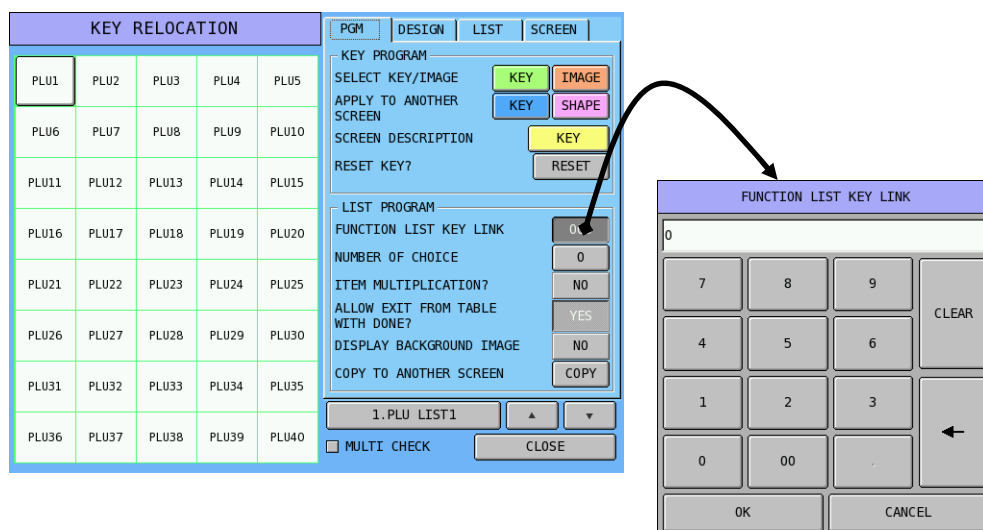 KEY RELOCATION
PLU1 PLU2 PLU3 PLU4 PLU5
PLU6 PLU7 PLU8 PLU9 PLU10
PLU11 PLU12 PLU13 PLU14 PLU15
PLU16 PLU17 PLU18 PLU19 PLU20
PLU21 PLU22 PLU23 PLU24 PLU25
PLU26 PLU27 PLU28 PLU29 PLU30
PLU31 PLU32 PLU33 PLU34 PLU35
PLU36 PLU37 PLU38 PLU39 PLU40
PGM DESIGN LIST SCREEN
KEY PROGRAM
SELECT KEY/IMAGE KEY IMAGE
APPLY TO ANOTHER
SCREEN KEY SHAPE
SCREEN DESCRIPTION KEY
RESET KEY? RESET
LIST PROGRAM
FUNCTION LIST KEY LINK
NUMBER OF CHOICE 0
ITEM MULTIPLICATION? NO
ALLOW EXIT FROM TABLE
WITH DONE? YES
DISPLAY BACKGROUND IMAGE NO
COPY TO ANOTHER SCREEN COPY
1.PLU LIST1
MULTI CHECK CLOSE
FUNCTION LIST KEY LINK
0
7 8 9 CLEAR
4 5 6
1 2 3
0 00 .
OK CANCEL